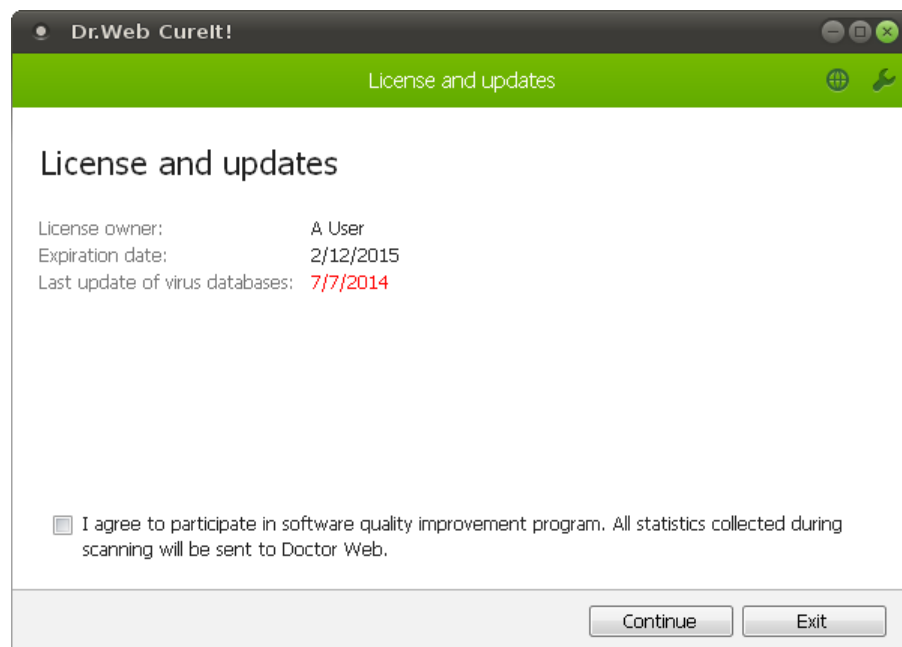 Dr.Web CureIt!
License and updates
License and updates
License owner: A User
Expiration date: 2/12/2015
Last update of virus databases: 7/7/2014
I agree to participate in software quality improvement program. All statistics collected during
scanning will be sent to Doctor Web.
Continue Exit